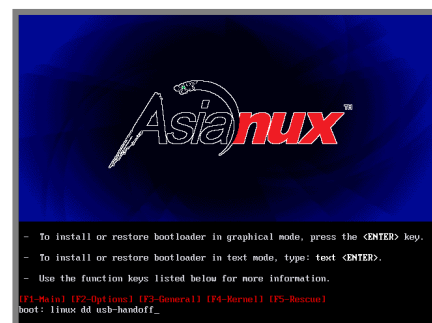 Asianux™
- To install or restore bootloader in graphical mode, press the <ENTER> key.
- To install or restore bootloader in text mode, type: text <ENTER>.
- Use the function keys listed below for more information.
[F1-Main] [F2-Options] [F3-General] [F4-Kernel] [F5-Rescue]
boot: linux dd usb-handoff_